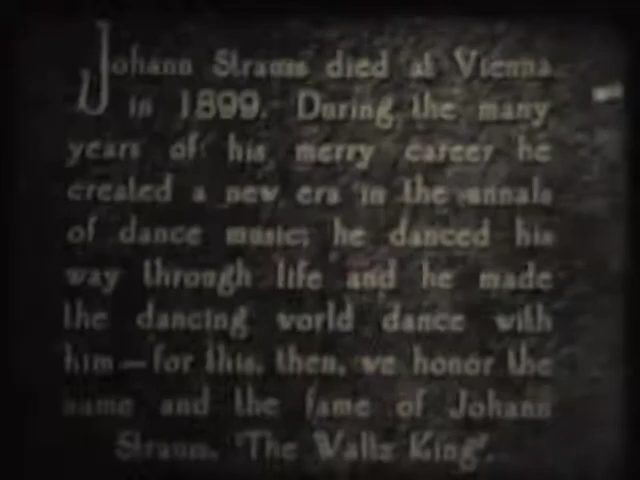 Johann Strauss died at Vienna
in 1899. During the many
years of his merry career he
created a new era in the annals
of dance music; he danced his
way through life and he made
the dancing world dance with
him—for this, then, we honor the
name and the fame of Johann
Strauss, "The Waltz King".